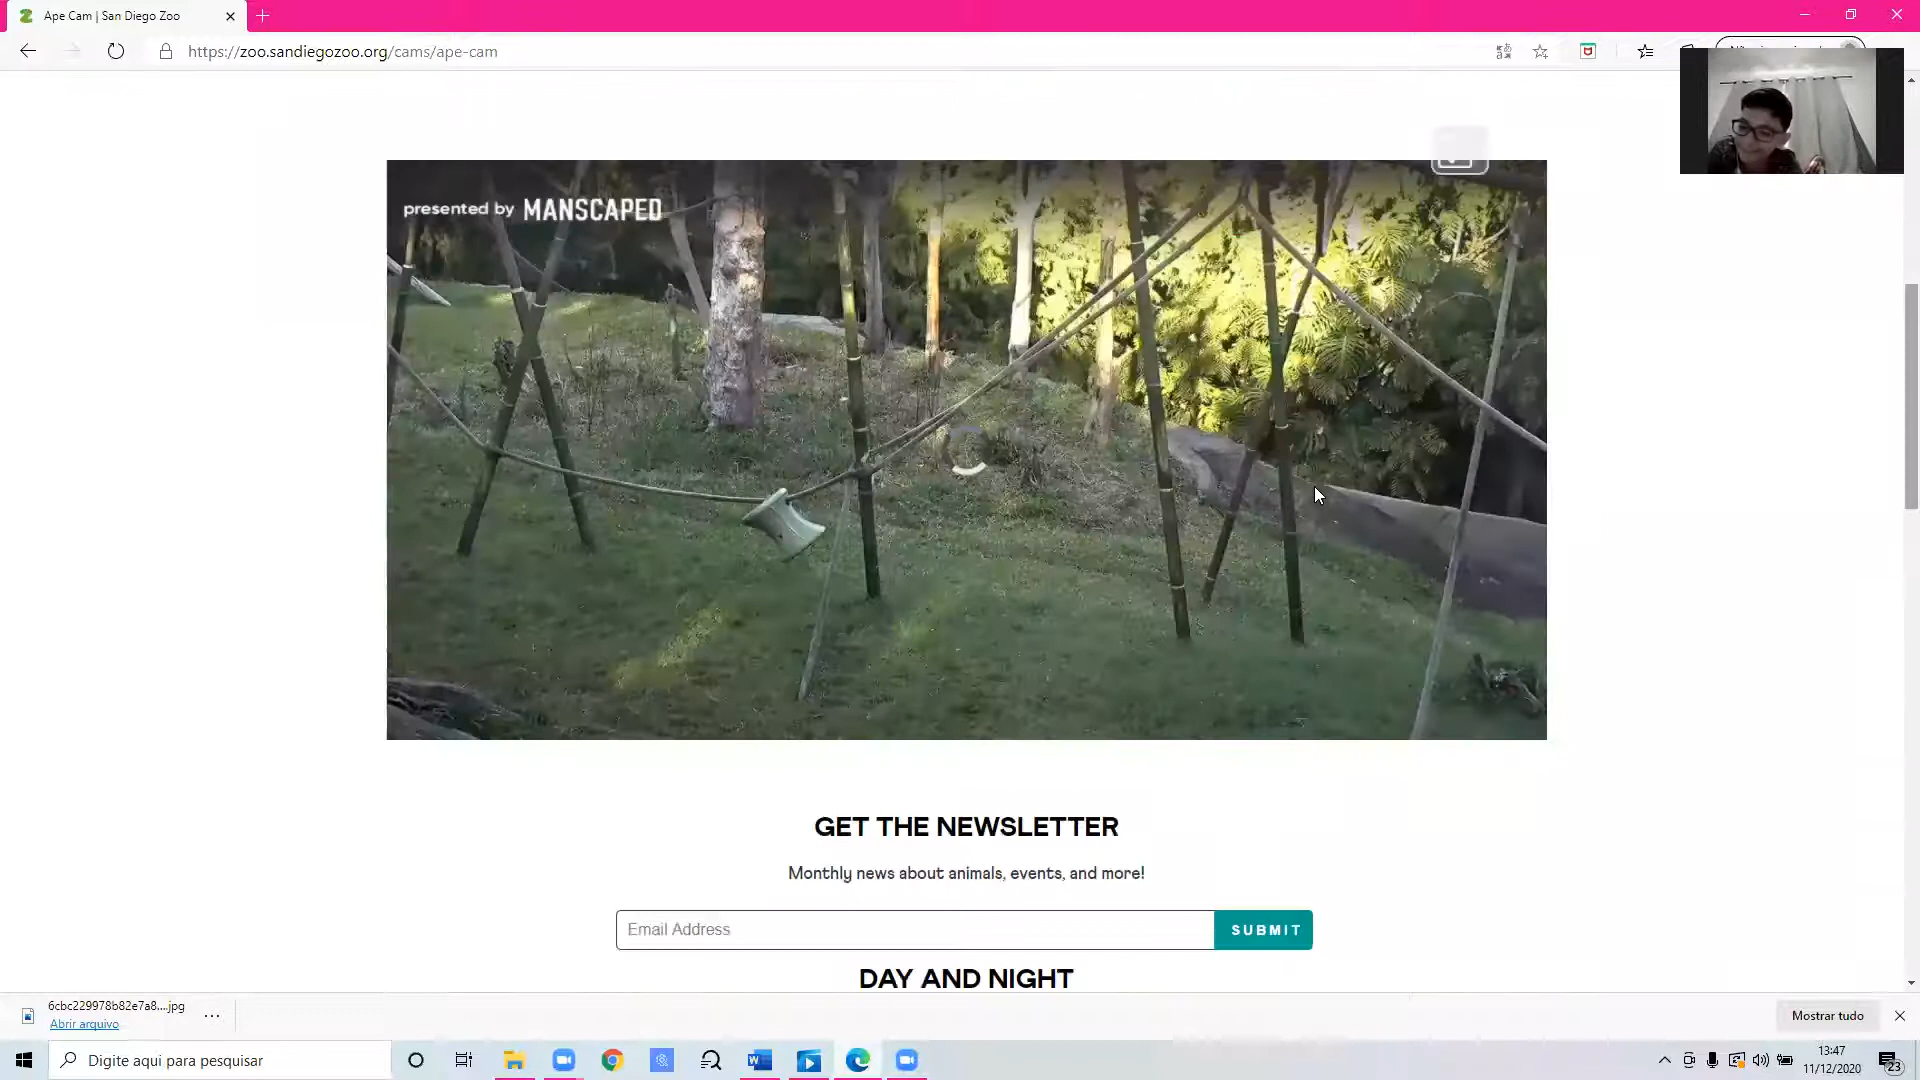 Ape Cam | San Diego Zoo
https://zoo.sandiegozoo.org/cams/ape-cam
presented by MANSCAPED
GET THE NEWSLETTER
Monthly news about animals, events, and more!
Email Address
SUBMIT
DAY AND NIGHT
6cbc229978b82e7a8....jpg
Abrir arquivo
Mostrar tudo
Digite aqui para pesquisar
13:47
11/12/2020
23